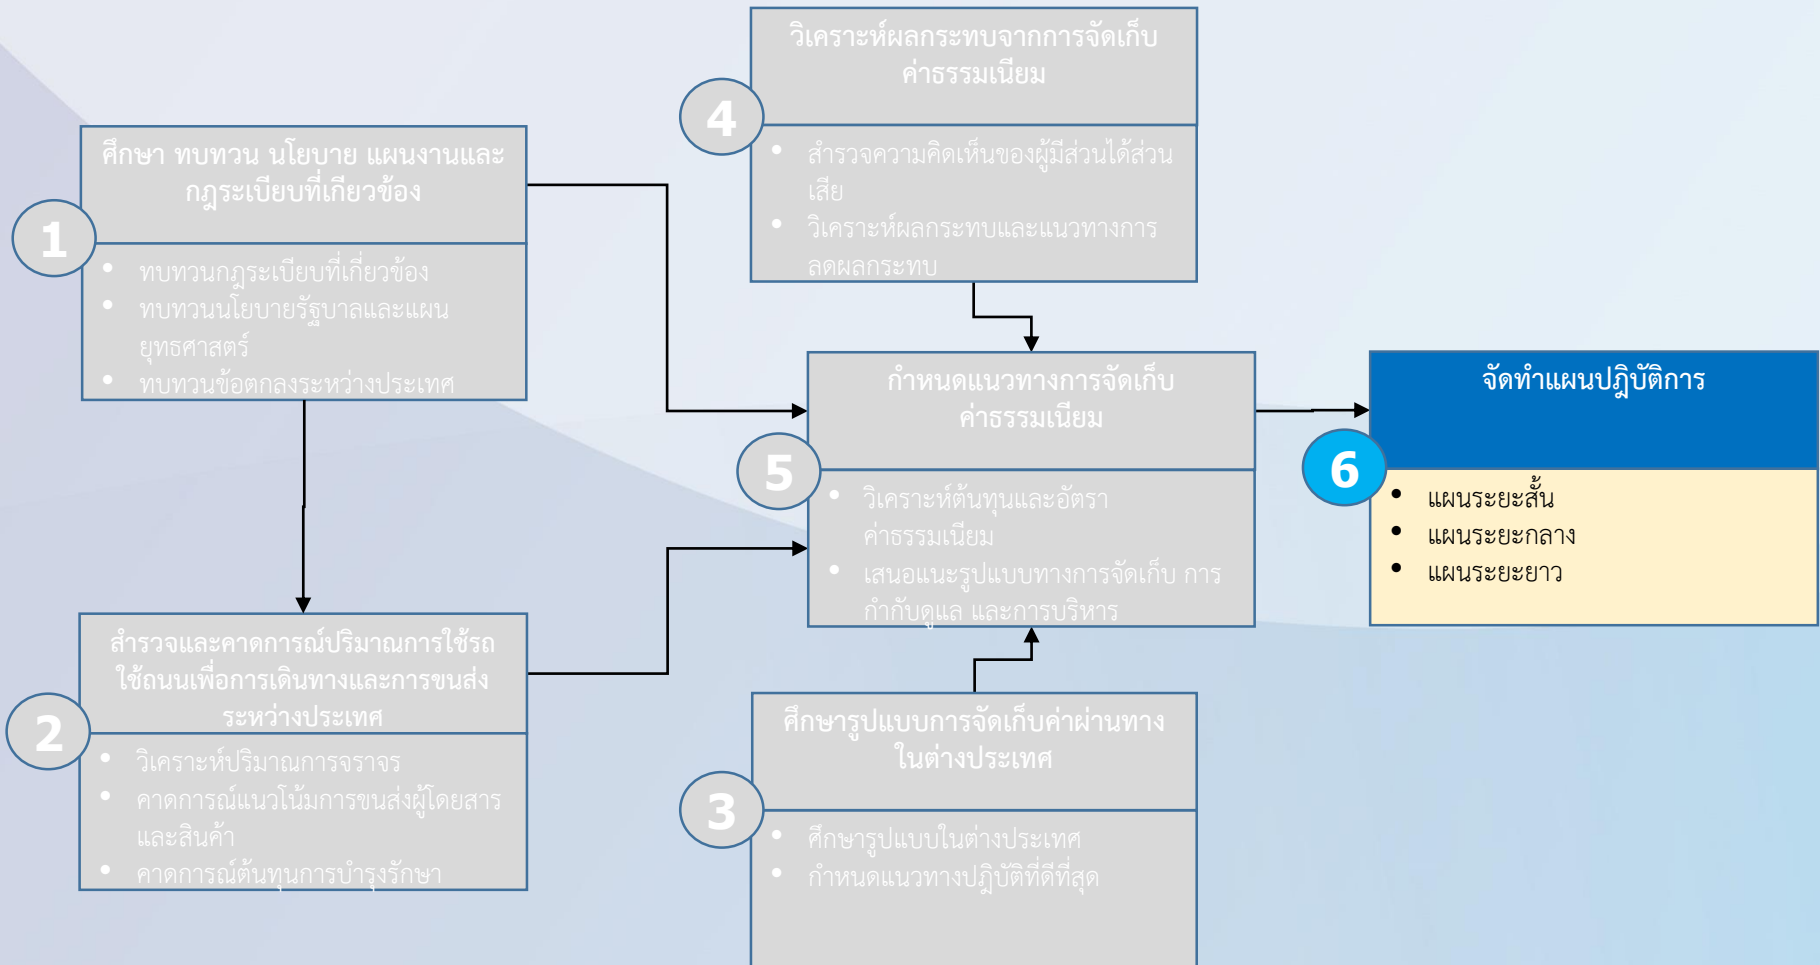 วิเคราะห์ผลกระทบจากการจัดเก็บ
ค่าธรรมเนียม
4
• สำรวจความคิดเห็นของผู้มีส่วนได้ส่วน
เสีย
• วิเคราะห์ผลกระทบและแนวทางการ
ลดผลกระทบ
ศึกษา ทบทวน นโยบาย แผนงานและ
กฎระเบียบที่เกียวข้อง
1
• ทบทวนกฎระเบียบที่เกี่ยวข้อง
• ทบทวนนโยบายรัฐบาลและแผน
ยุทธศาสตร์
• ทบทวนข้อตกลงระหว่างประเทศ
กำหนดแนวทางการจัดเก็บ
ค่าธรรมเนียม
5
• วิเคราะห์ต้นทุนและอัตรา
ค่าธรรมเนียม
• เสนอแนะรูปแบบทางการจัดเก็บ การ
กำกับดูแล และการบริหาร
จัดทำแผนปฏิบัติการ
6
• แผนระยะสั้น
• แผนระยะกลาง
• แผนระยะยาว
สำรวจและคาดการณ์ปริมาณการใช้รถ
ใช้ถนนเพื่อการเดินทางและการขนส่ง
ระหว่างประเทศ
2
• วิเคราะห์ปริมาณการจราจร
• คาดการณ์แนวโน้มการขนส่งผู้โดยสาร
และสินค้า
• คาดการณ์ต้นทุนการบำรุงรักษา
ศึกษารูปแบบการจัดเก็บค่าผ่านทาง
ในต่างประเทศ
3
• ศึกษารูปแบบในต่างประเทศ
• กำหนดแนวทางปฏิบัติที่ดีที่สุด